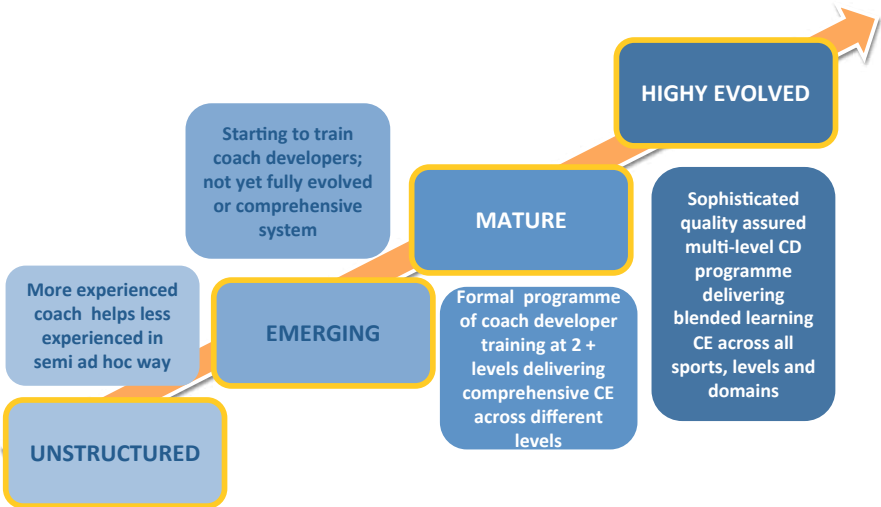 UNSTRUCTURED
More experienced
coach helps less
experienced in
semi ad hoc way
EMERGING
Starting to train
coach developers;
not yet fully evolved
or comprehensive
system
MATURE
Formal programme
of coach developer
training at 2 +
levels delivering
comprehensive CE
across different
levels
HIGHY EVOLVED
Sophisticated
quality assured
multi-level CD
programme
delivering
blended learning
CE across all
sports, levels and
domains